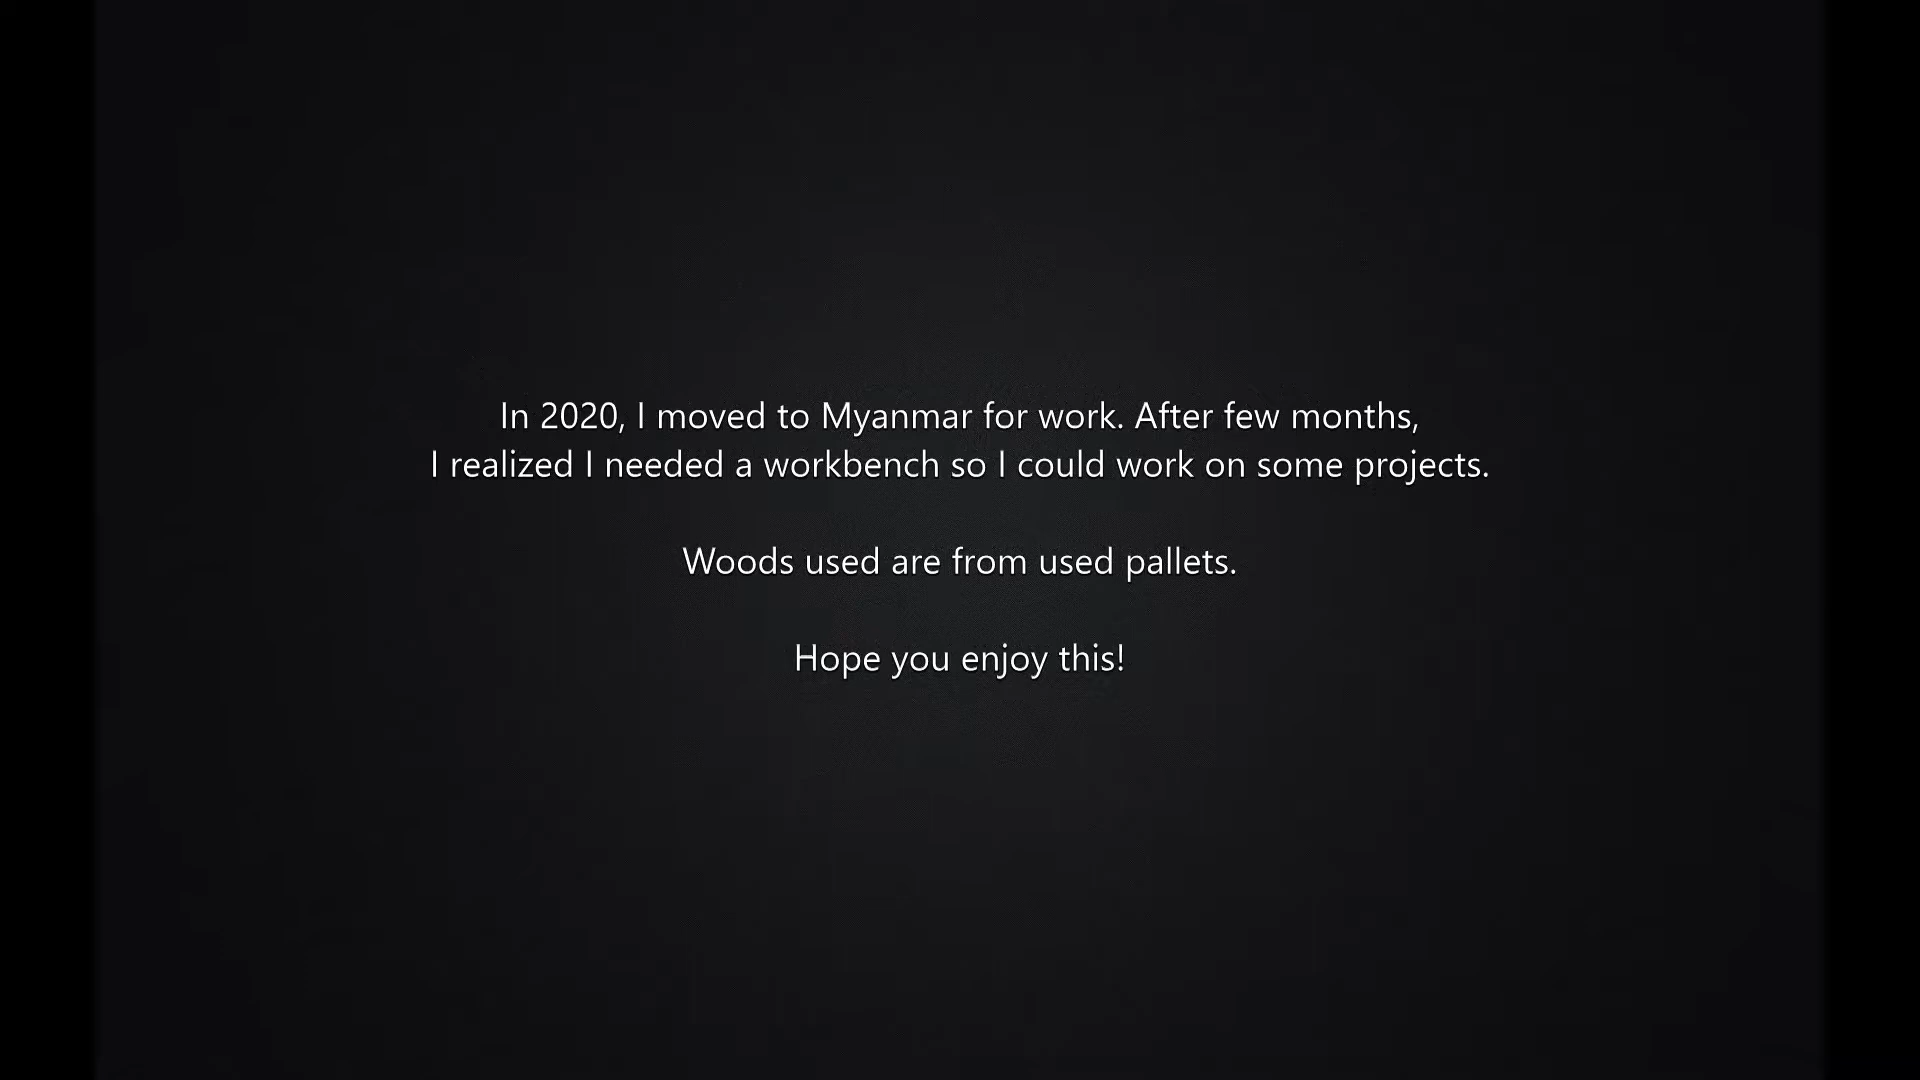 In 2020, I moved to Myanmar for work. After few months,
I realized I needed a workbench so I could work on some projects.
Woods used are from used pallets.
Hope you enjoy this!